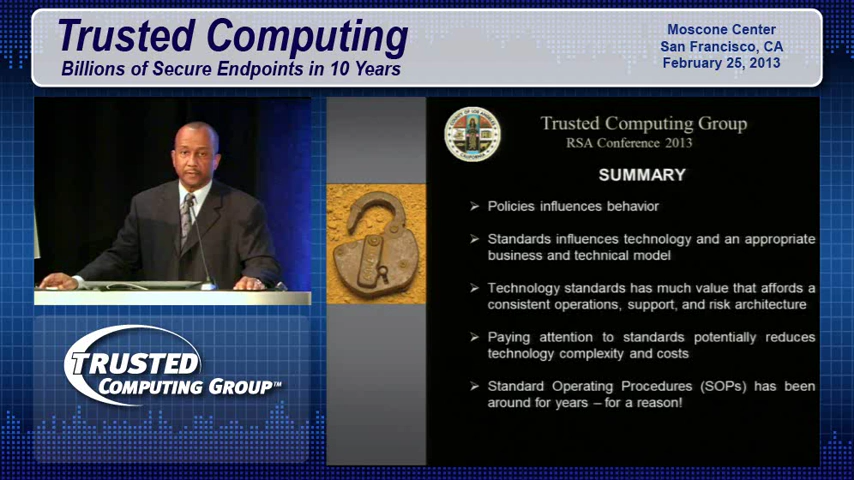 Trusted Computing
Billions of Secure Endpoints in 10 Years
Moscone Center
San Francisco, CA
February 25, 2013
Trusted Computing Group
RSA Conference 2013
SUMMARY
➢ Policies influences behavior
➢ Standards influences technology and an appropriate
business and technical model
➢ Technology standards has much value that affords a
consistent operations, support, and risk architecture
➢ Paying attention to standards potentially reduces
technology complexity and costs
➢ Standard Operating Procedures (SOPs) has been
around for years – for a reason!
TRUSTED
COMPUTING GROUP™